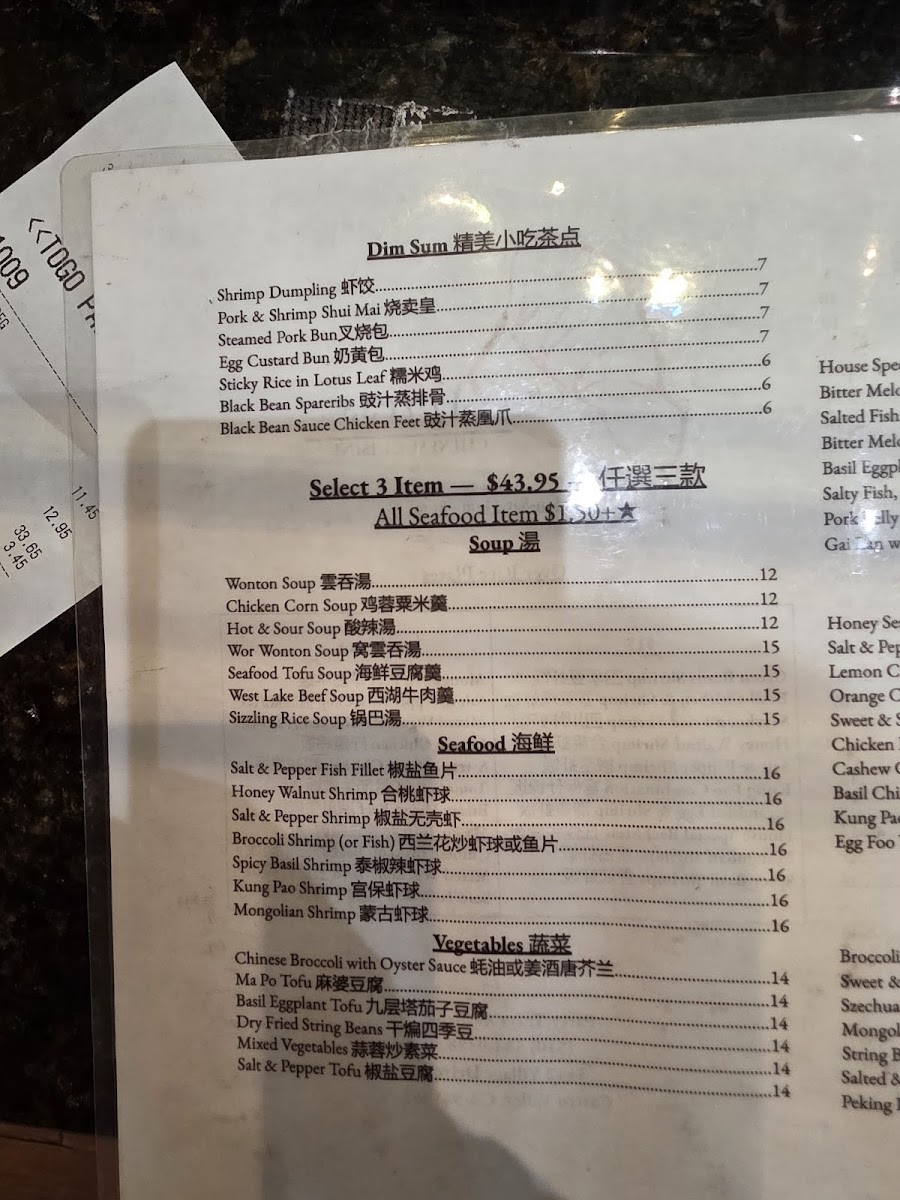 <<TOGO
1009
11.45
12.95
33.65
3.45
Dim Sum 精美小吃茶点
Shrimp Dumpling 虾饺...7
Pork & Shrimp Shui Mai 烧卖皇...7
Steamed Pork Bun叉烧包...7
Egg Custard Bun 奶黄包...7
Sticky Rice in Lotus Leaf 糯米鸡...6
Black Bean Spareribs 豉汁蒸排骨...6
Black Bean Sauce Chicken Feet 豉汁蒸凰爪...6
Select 3 Item — $43.95 — 任選三款
All Seafood Item $1.50+★
Soup 湯
Wonton Soup 雲吞湯...12
Chicken Corn Soup 鸡蓉粟米羹...12
Hot & Sour Soup 酸辣湯...12
Wor Wonton Soup 窝雲吞湯...15
Seafood Tofu Soup 海鲜豆腐羹...15
West Lake Beef Soup 西湖牛肉羹...15
Sizzling Rice Soup 锅巴湯...15
Seafood 海鲜
Salt & Pepper Fish Fillet 椒盐鱼片...16
Honey Walnut Shrimp 合桃虾球...16
Salt & Pepper Shrimp 椒盐无壳虾...16
Broccoli Shrimp (or Fish) 西兰花炒虾球或鱼片...16
Spicy Basil Shrimp 泰椒辣虾球...16
Kung Pao Shrimp 宫保虾球...16
Mongolian Shrimp 蒙古虾球...16
Vegetables 蔬菜
Chinese Broccoli with Oyster Sauce 蚝油或姜酒唐芥兰...14
Ma Po Tofu 麻婆豆腐...14
Basil Eggplant Tofu 九层塔茄子豆腐...14
Dry Fried String Beans 干煸四季豆...14
Mixed Vegetables 蒜蓉炒素菜...14
Salt & Pepper Tofu 椒盐豆腐...14
House Spe
Bitter Melo
Salted Fish
Bitter Mel
Basil Eggpl
Salty Fish,
Pork
Gai Lan w
Honey Se
Salt & Pep
Lemon C
Orange C
Sweet & S
Chicken
Cashew C
Basil Chi
Kung Pao
Egg Foo
Broccoli
Sweet &
Szechua
Mongol
String B
Salted &
Peking